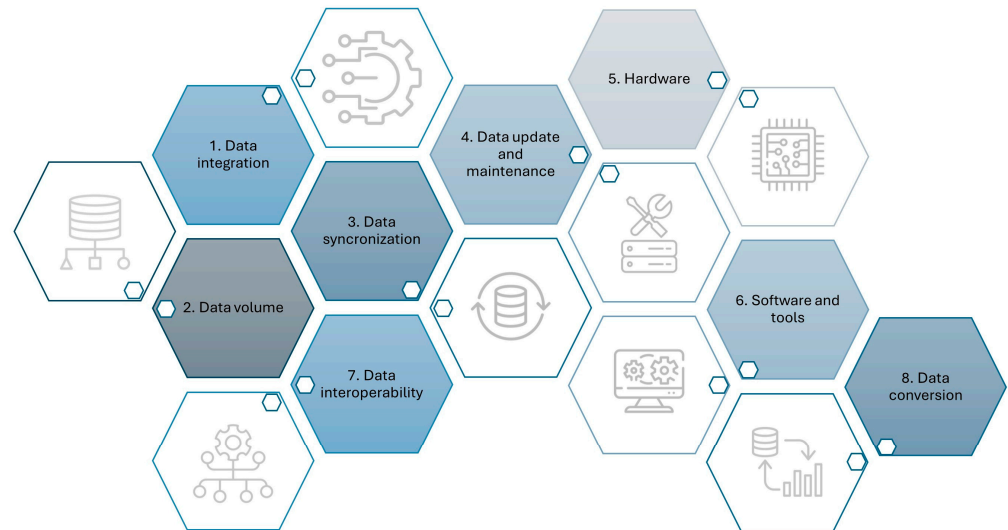 1. Data
integration
2. Data volume
3. Data
syncronization
4. Data update
and
maintenance
5. Hardware
6. Software and
tools
7. Data
interoperability
8. Data
conversion